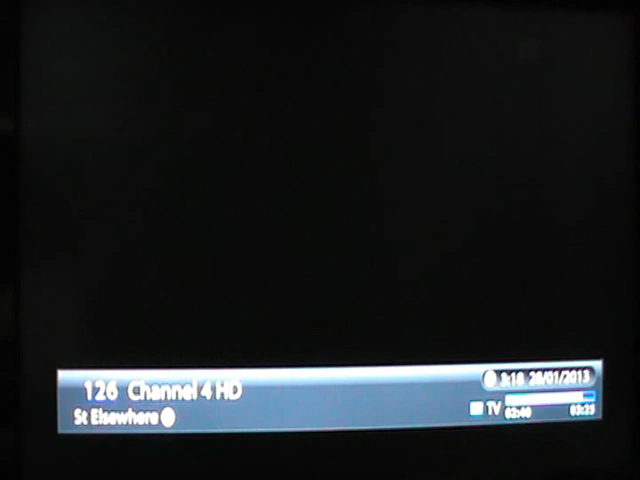 126 Channel 4 HD
3:18 28/01/2013
St Elsewhere
TV
02:40 03:25